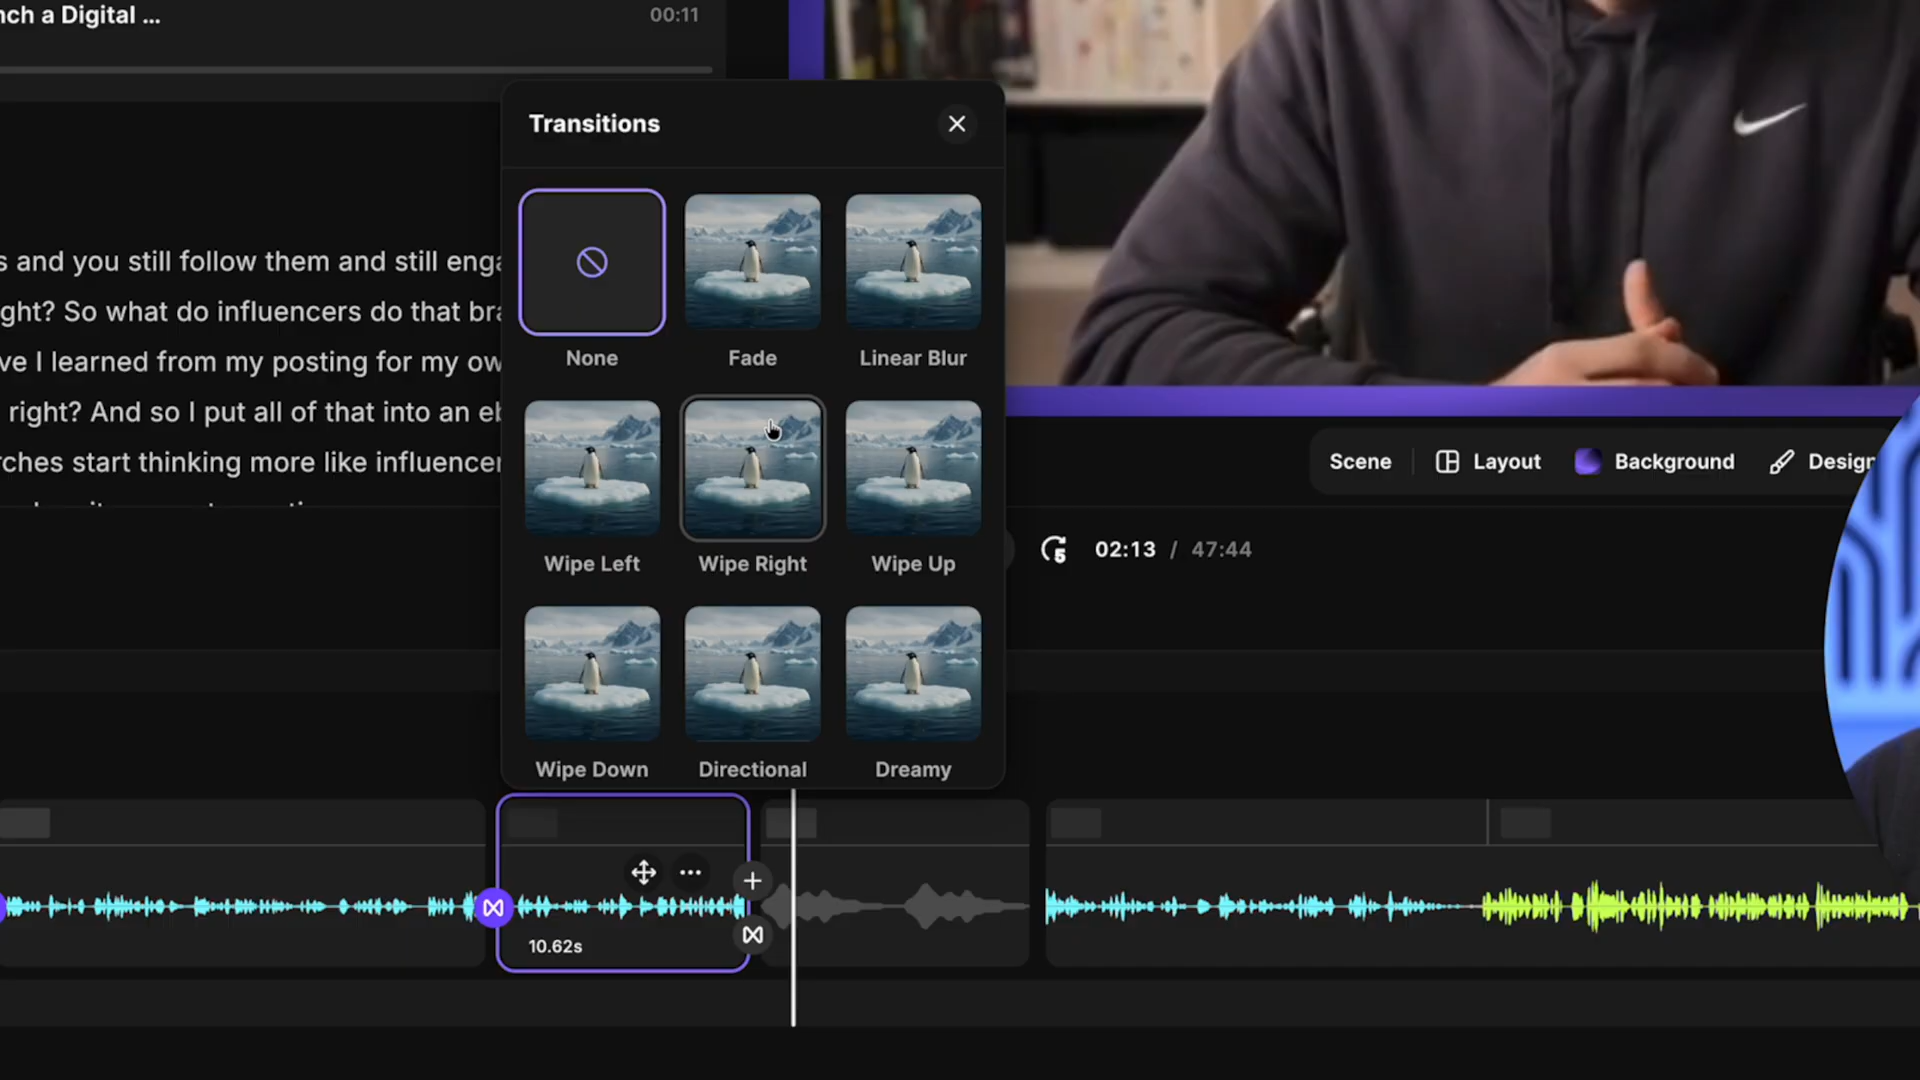 nch a Digital ...
00:11
Transitions
s and you still follow them and still enga
ght? So what do influencers do that bra
ve I learned from my posting for my ow
right? And so I put all of that into an eb
rches start thinking more like influencer
None
Fade
Linear Blur
Wipe Left
Wipe Right
Wipe Up
Wipe Down
Directional
Dreamy
Scene
Layout
Background
Design
5
02:13 / 47:44
10.62s